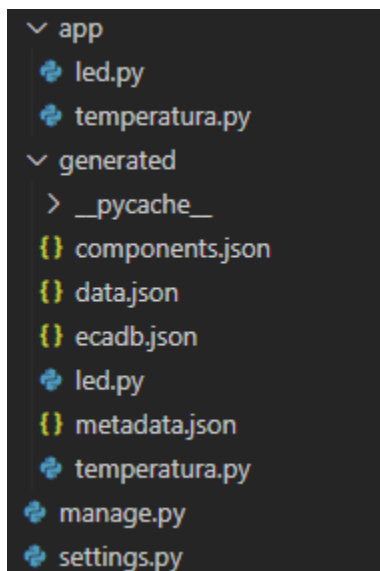 app
led.py
temperatura.py
generated
__pycache__
components.json
data.json
ecadb.json
led.py
metadata.json
temperatura.py
manage.py
settings.py